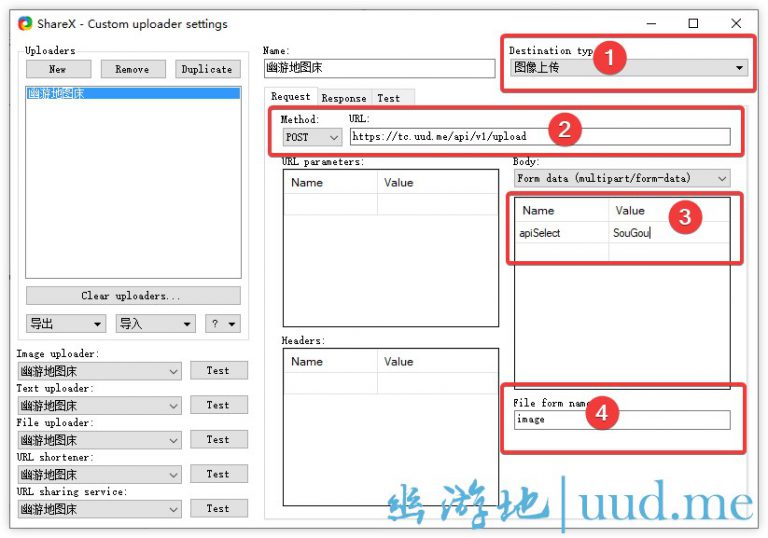 ShareX - Custom uploader settings
Uploaders
New Remove Duplicate
幽游地图床
Clear uploaders...
导出 导入 ?
Image uploader:
幽游地图床 Test
Text uploader:
幽游地图床 Test
File uploader:
幽游地图床 Test
URL shortener:
幽游地图床 Test
URL sharing service:
幽游地图床 Test
Name:
幽游地图床
Destination typ
1
图像上传
Request Response Test
Method: URL:
2
POST https://tc.uud.me/api/v1/upload
URL parameters:
Name Value
Headers:
Name Value
Body:
Form data (multipart/form-data)
Name Value
3
apiSelect SouGou
File form name
4
image
幽游地|uud.me